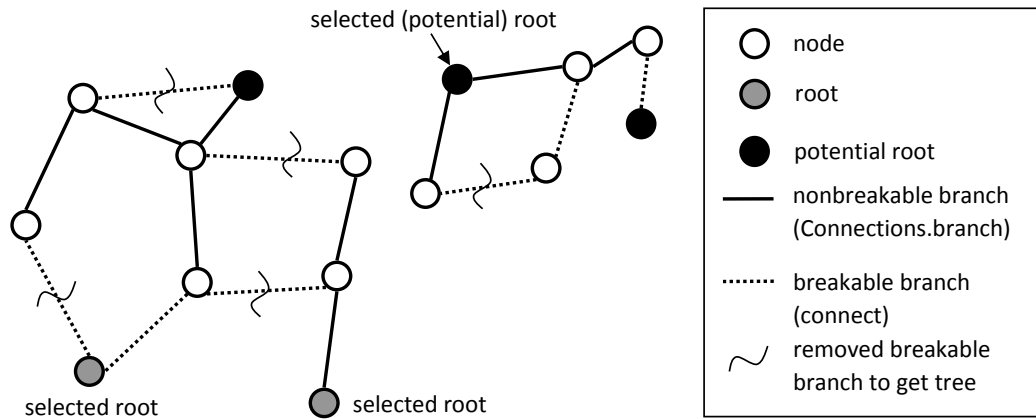 selected (potential) root
selected root
selected root
node
root
potential root
nonbreakable branch
(Connections.branch)
breakable branch
(connect)
removed breakable
branch to get tree